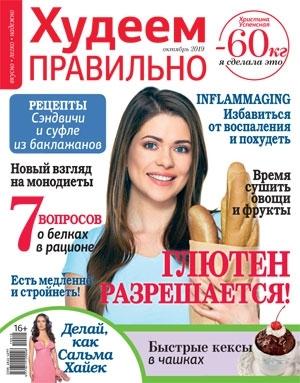 Худеем
ПРАВИЛЬНО
октябрь 2019
Христина
Успенская
-60кг
я сделала это
РЕЦЕПТЫ
Сэндвичи
и суфле
из баклажанов
INFLAMMAGING
Избавиться
от воспаления
и похудеть
Новый взгляд
на монодиеты
Время
сушить
овощи
и фрукты
7 ВОПРОСОВ
о белках
в рационе
ГЛЮТЕН
РАЗРЕШАЕТСЯ!
Есть медленно
и стройнеть!
16+
Делай,
как
Сальма
Хайек
Быстрые кексы
в чашках